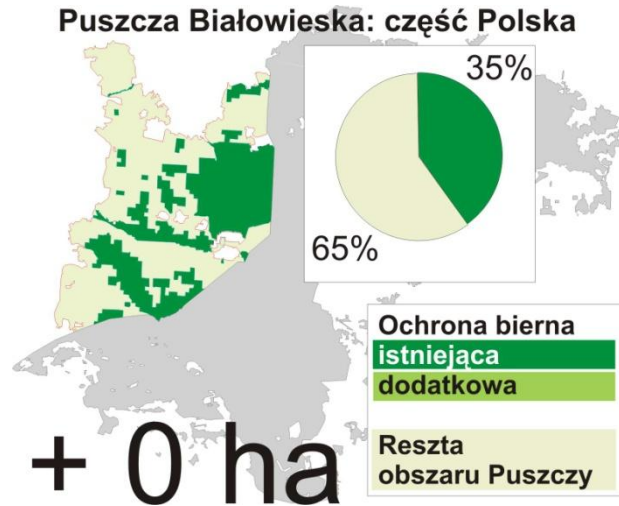 Puszcza Białowieska: część Polska
35%
65%
Ochrona bierna
istniejąca
dodatkowa
Reszta
obszaru Puszczy
+ 0 ha